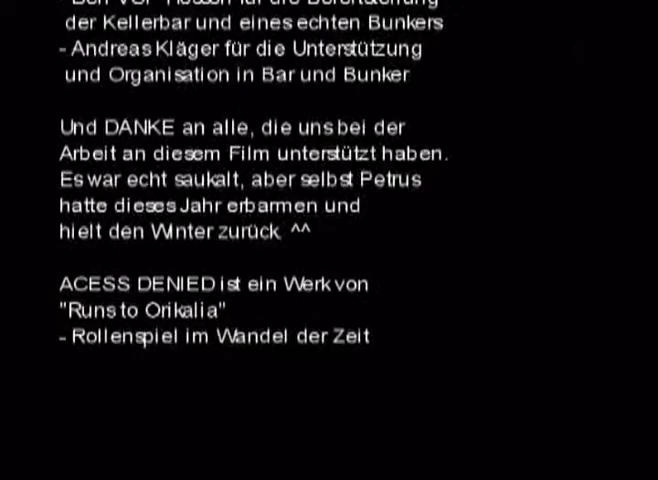 der Kellerbar und eines echten Bunkers
- Andreas Kläger für die Unterstützung
und Organisation in Bar und Bunker
Und DANKE an alle, die uns bei der
Arbeit an diesem Film unterstützt haben.
Es war echt saukalt, aber selbst Petrus
hatte dieses Jahr erbarmen und
hielt den Winter zurück ^^
ACESS DENIED ist ein Werk von
"Runs to Orikalia"
- Rollenspiel im Wandel der Zeit